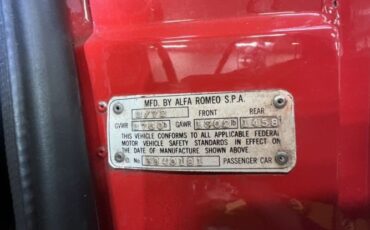 MFD. BY ALFA ROMEO S.P.A.
FRONT REAR
GVWR GAWR 1458
THIS VEHICLE CONFORMS TO ALL APPLICABLE FEDERAL
MOTOR VEHICLE SAFETY STANDARDS IN EFFECT ON
THE DATE OF MANUFACTURE SHOWN ABOVE.
No. PASSENGER CAR